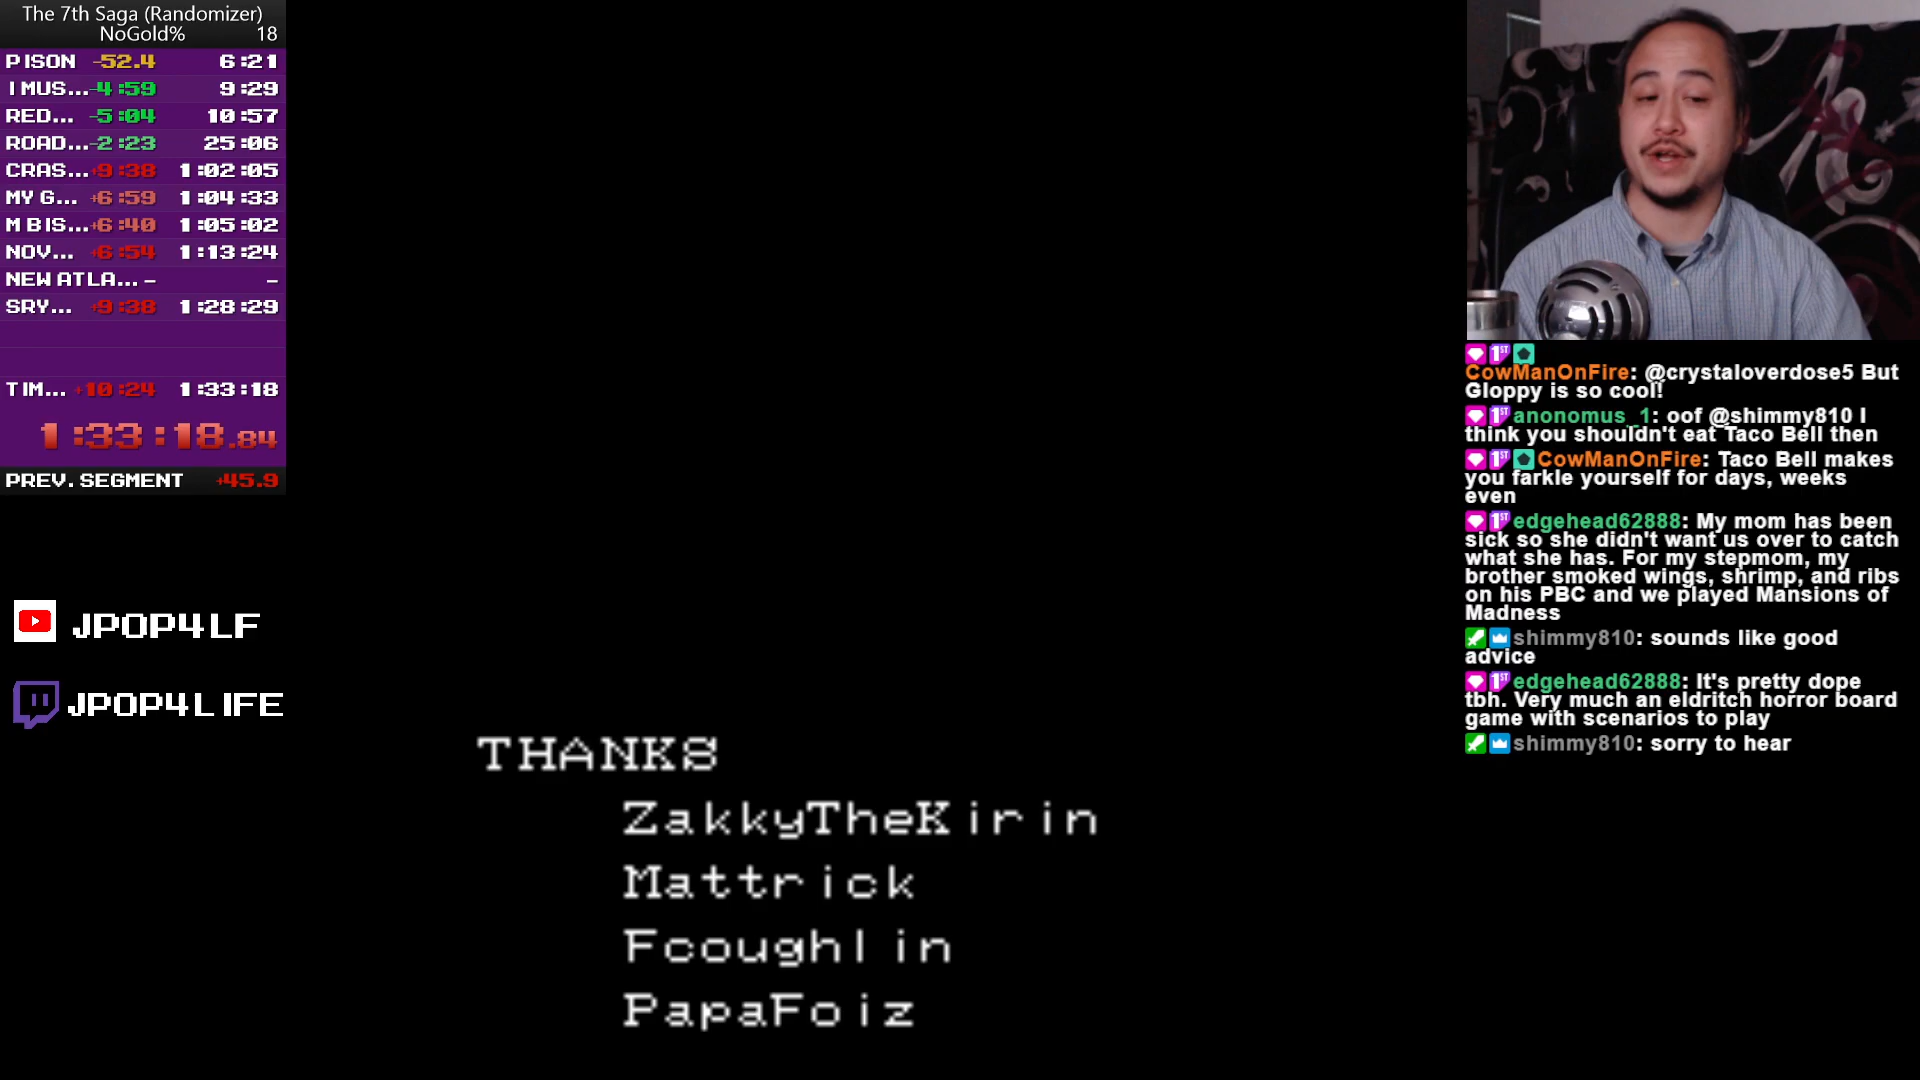 The 7th Saga (Randomizer)
NoGold% 18
PISON -52.4 6:21
I MUS... -4:59 9:29
RED... -5:04 10:57
ROAD... -2:23 25:06
CRAS... +9:38 1:02:05
MY G... +6:59 1:04:33
M BIS... +6:40 1:05:02
NOV... +6:54 1:13:24
NEW ATLA... - -
SRY... +9:38 1:28:29
TIM... +10:24 1:33:18
1:33:18.84
PREV. SEGMENT +45.9
JPOP4LF
JPOP4LIFE
THANKS
ZakkyTheKirin
Mattrick
Fcoughlin
PapaFoiz
1ST
CowManOnFire: @crystaloverdose5 But
Gloppy is so cool!
1ST anonomus_1: oof @shimmy810 I
think you shouldn't eat Taco Bell then
1ST CowManOnFire: Taco Bell makes
you farkle yourself for days, weeks
even
1ST edgehead62888: My mom has been
sick so she didn't want us over to catch
what she has. For my stepmom, my
brother smoked wings, shrimp, and ribs
on his PBC and we played Mansions of
Madness
shimmy810: sounds like good
advice
1ST edgehead62888: It's pretty dope
tbh. Very much an eldritch horror board
game with scenarios to play
shimmy810: sorry to hear